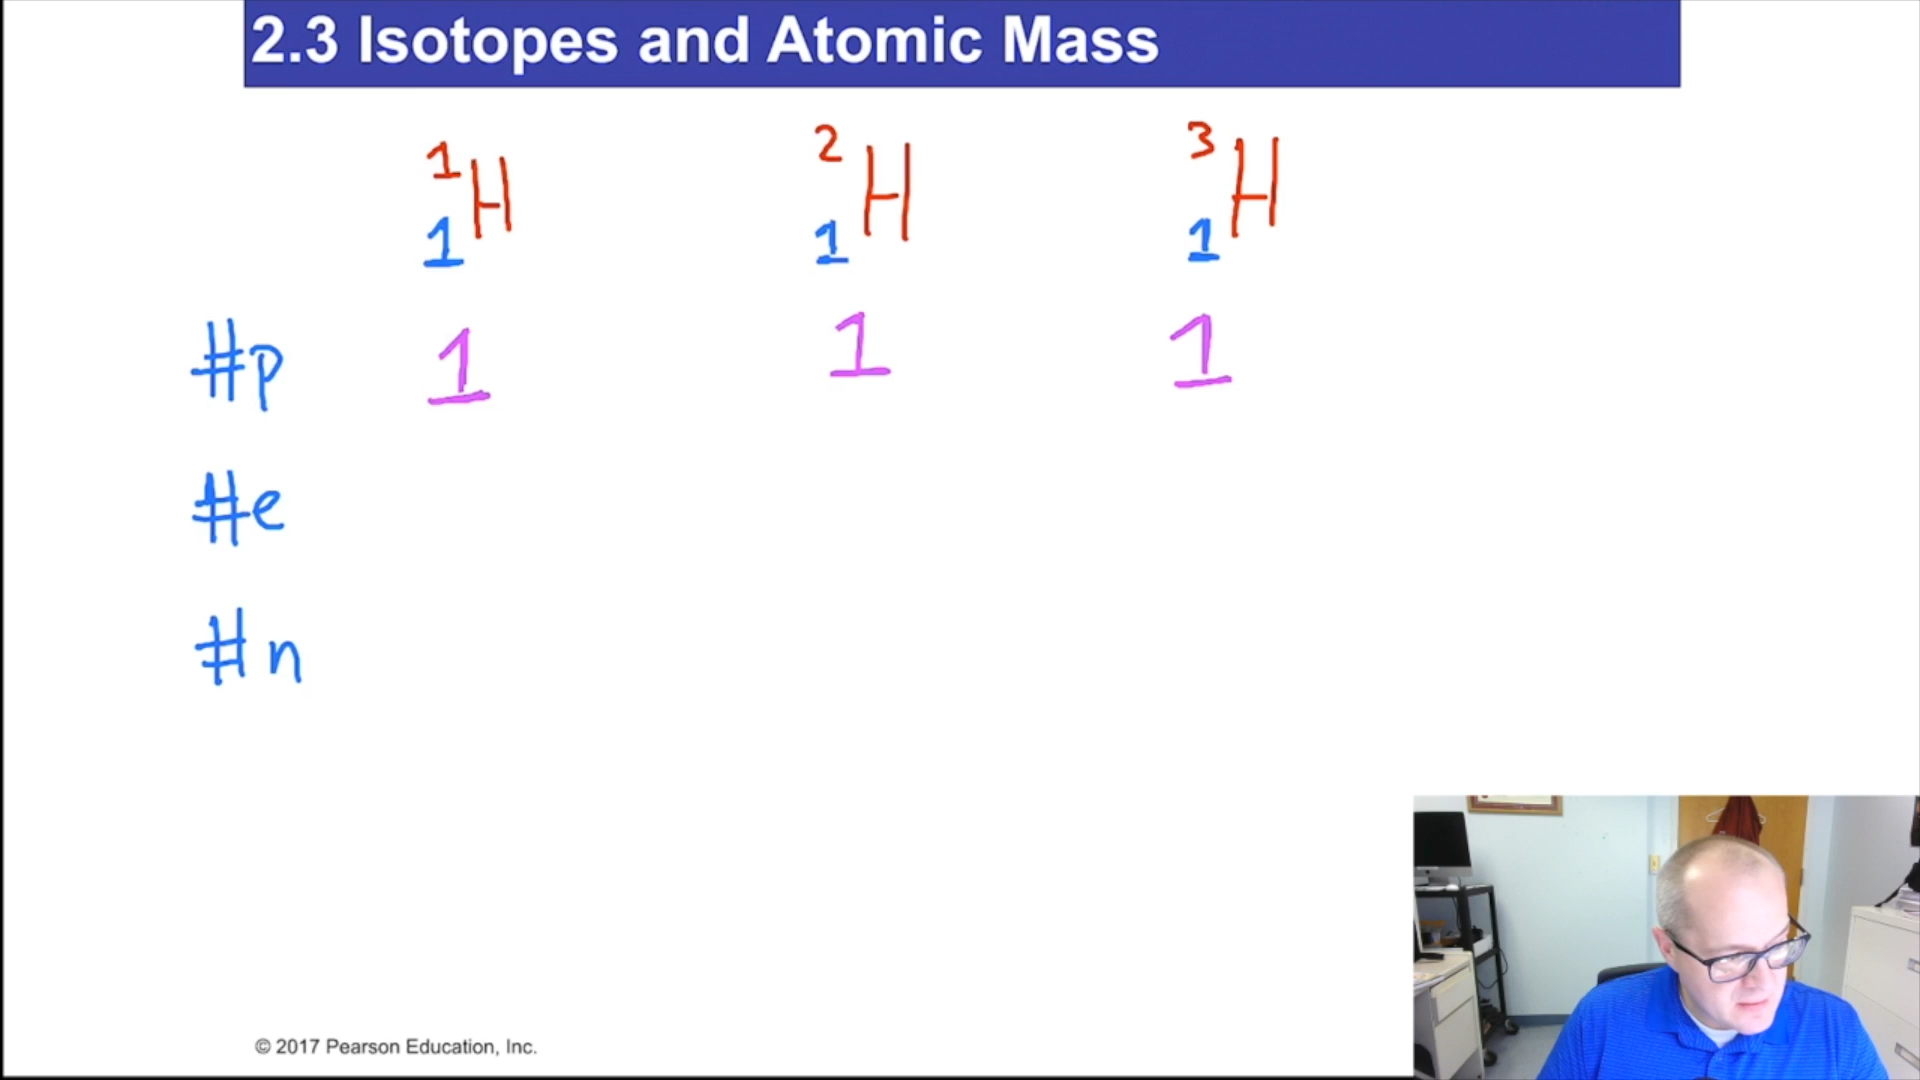 2.3 Isotopes and Atomic Mass
1 2 3
H H H
1 1 1
#p 1 1 1
#e
#n
© 2017 Pearson Education, Inc.